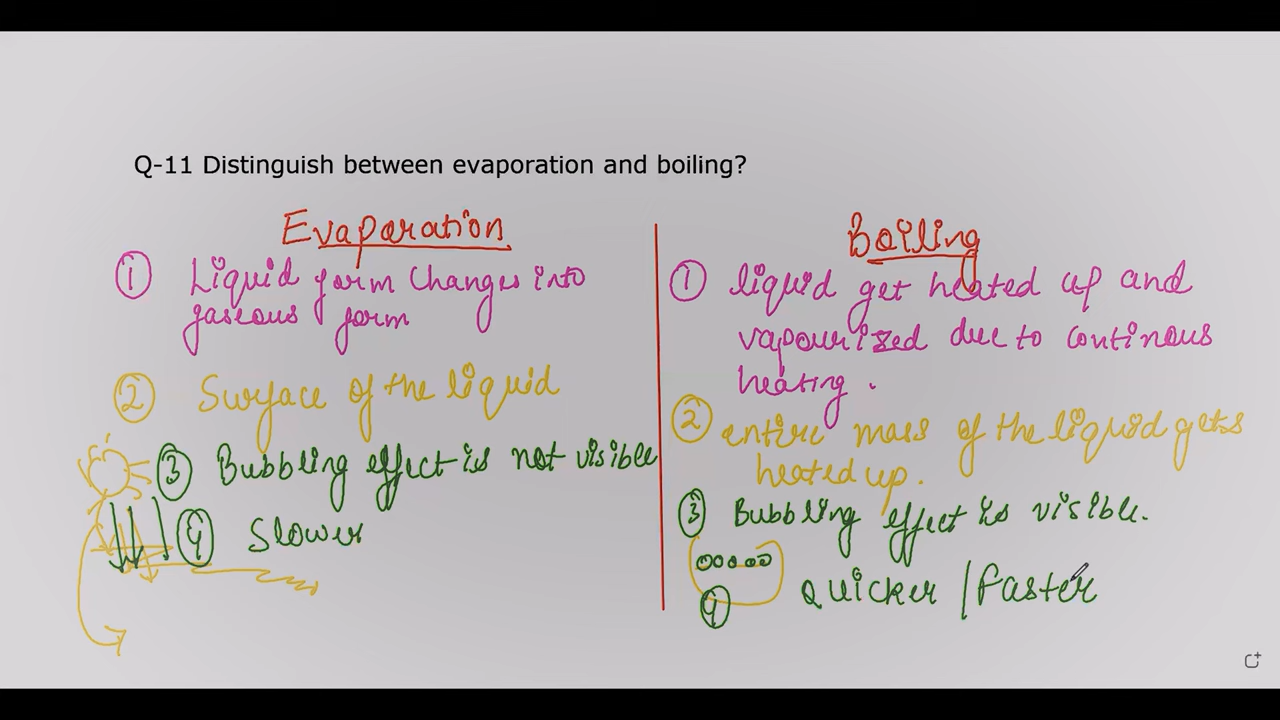 Q-11 Distinguish between evaporation and boiling?
Evaparation
① Liquid form Changes into
gaseous form
② Surface of the liquid
③ Bubbling effect is not visible
④ Slower
Boiling
① liquid get heated up and
vapourized due to continous
heating.
② entire mass of the liquid gets
heated up.
③ Bubbling effect is visible.
④ Quicker / faster